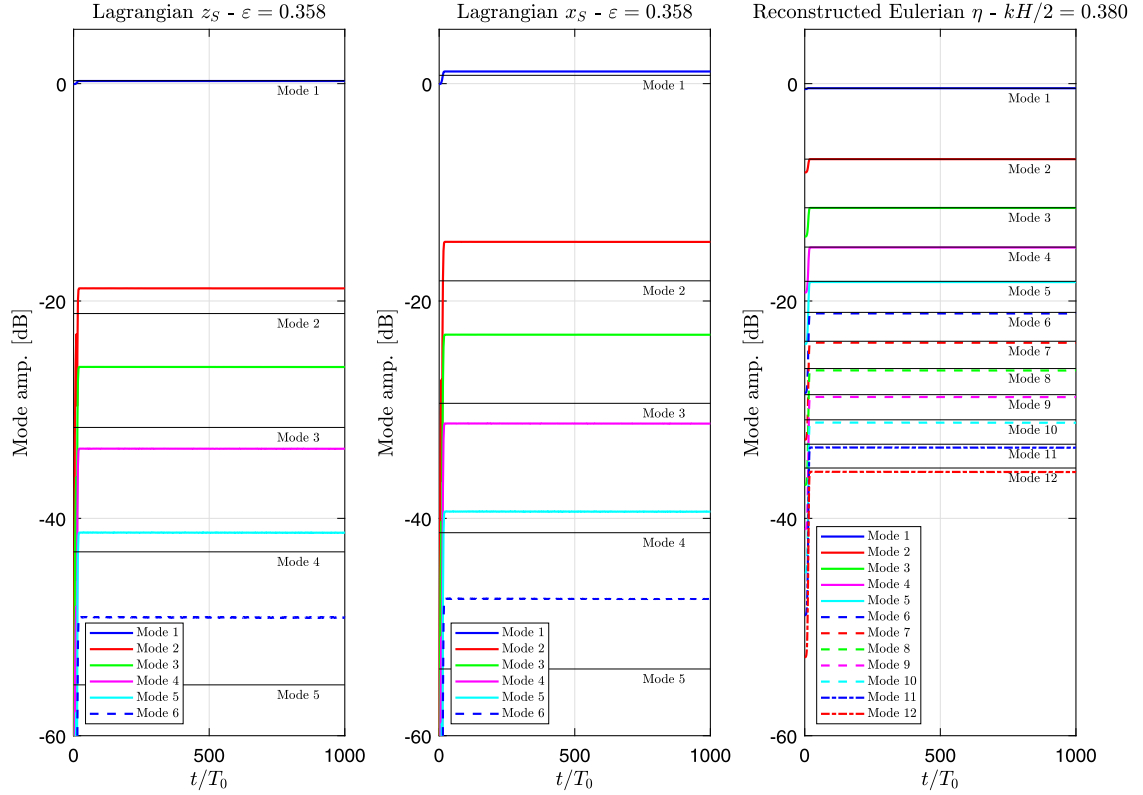 Lagrangian z_S - ε = 0.358
0
-20
-40
-60
Mode amp. [dB]
Mode 1
Mode 2
Mode 3
Mode 4
Mode 5
Mode 1
Mode 2
Mode 3
Mode 4
Mode 5
Mode 6
0
500
1000
t/T_0
Lagrangian x_S - ε = 0.358
0
-20
-40
-60
Mode amp. [dB]
Mode 1
Mode 2
Mode 3
Mode 4
Mode 5
Mode 1
Mode 2
Mode 3
Mode 4
Mode 5
Mode 6
0
500
1000
t/T_0
Reconstructed Eulerian η - kH/2 = 0.380
0
-20
-40
-60
Mode amp. [dB]
Mode 1
Mode 2
Mode 3
Mode 4
Mode 5
Mode 6
Mode 7
Mode 8
Mode 9
Mode 10
Mode 11
Mode 12
Mode 1
Mode 2
Mode 3
Mode 4
Mode 5
Mode 6
Mode 7
Mode 8
Mode 9
Mode 10
Mode 11
Mode 12
0
500
1000
t/T_0